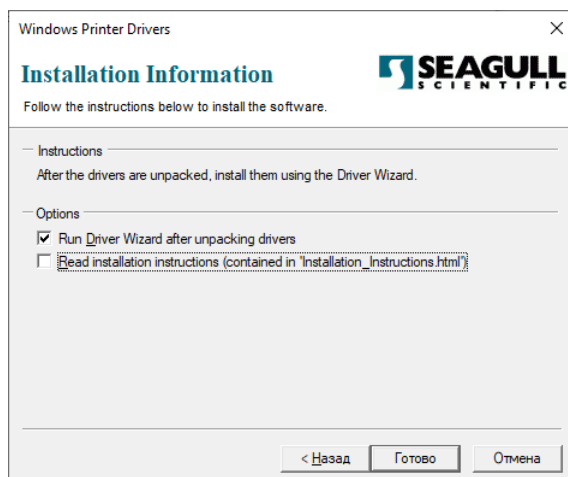 Windows Printer Drivers
Installation Information
SEAGULL
SCIENTIFIC
Follow the instructions below to install the software.
Instructions
After the drivers are unpacked, install them using the Driver Wizard.
Options
Run Driver Wizard after unpacking drivers
Read installation instructions (contained in 'Installation_Instructions.html')
< Назад
Готово
Отмена